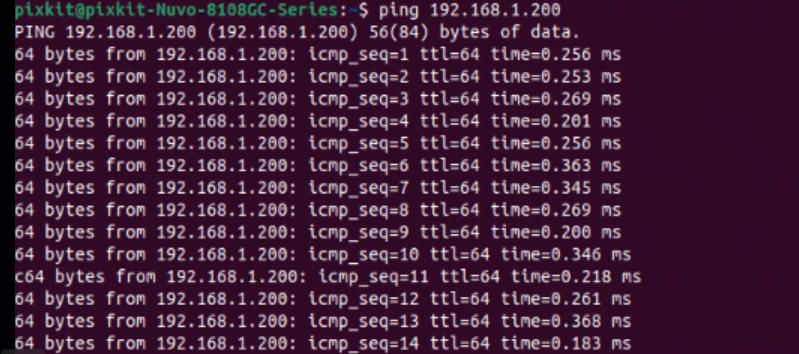 pixkit@pixkit-Nuvo-8108GC-Series:~$ ping 192.168.1.200
PING 192.168.1.200 (192.168.1.200) 56(84) bytes of data.
64 bytes from 192.168.1.200: icmp_seq=1 ttl=64 time=0.256 ms
64 bytes from 192.168.1.200: icmp_seq=2 ttl=64 time=0.253 ms
64 bytes from 192.168.1.200: icmp_seq=3 ttl=64 time=0.269 ms
64 bytes from 192.168.1.200: icmp_seq=4 ttl=64 time=0.201 ms
64 bytes from 192.168.1.200: icmp_seq=5 ttl=64 time=0.256 ms
64 bytes from 192.168.1.200: icmp_seq=6 ttl=64 time=0.363 ms
64 bytes from 192.168.1.200: icmp_seq=7 ttl=64 time=0.345 ms
64 bytes from 192.168.1.200: icmp_seq=8 ttl=64 time=0.269 ms
64 bytes from 192.168.1.200: icmp_seq=9 ttl=64 time=0.200 ms
64 bytes from 192.168.1.200: icmp_seq=10 ttl=64 time=0.346 ms
c64 bytes from 192.168.1.200: icmp_seq=11 ttl=64 time=0.218 ms
64 bytes from 192.168.1.200: icmp_seq=12 ttl=64 time=0.261 ms
64 bytes from 192.168.1.200: icmp_seq=13 ttl=64 time=0.368 ms
64 bytes from 192.168.1.200: icmp_seq=14 ttl=64 time=0.183 ms